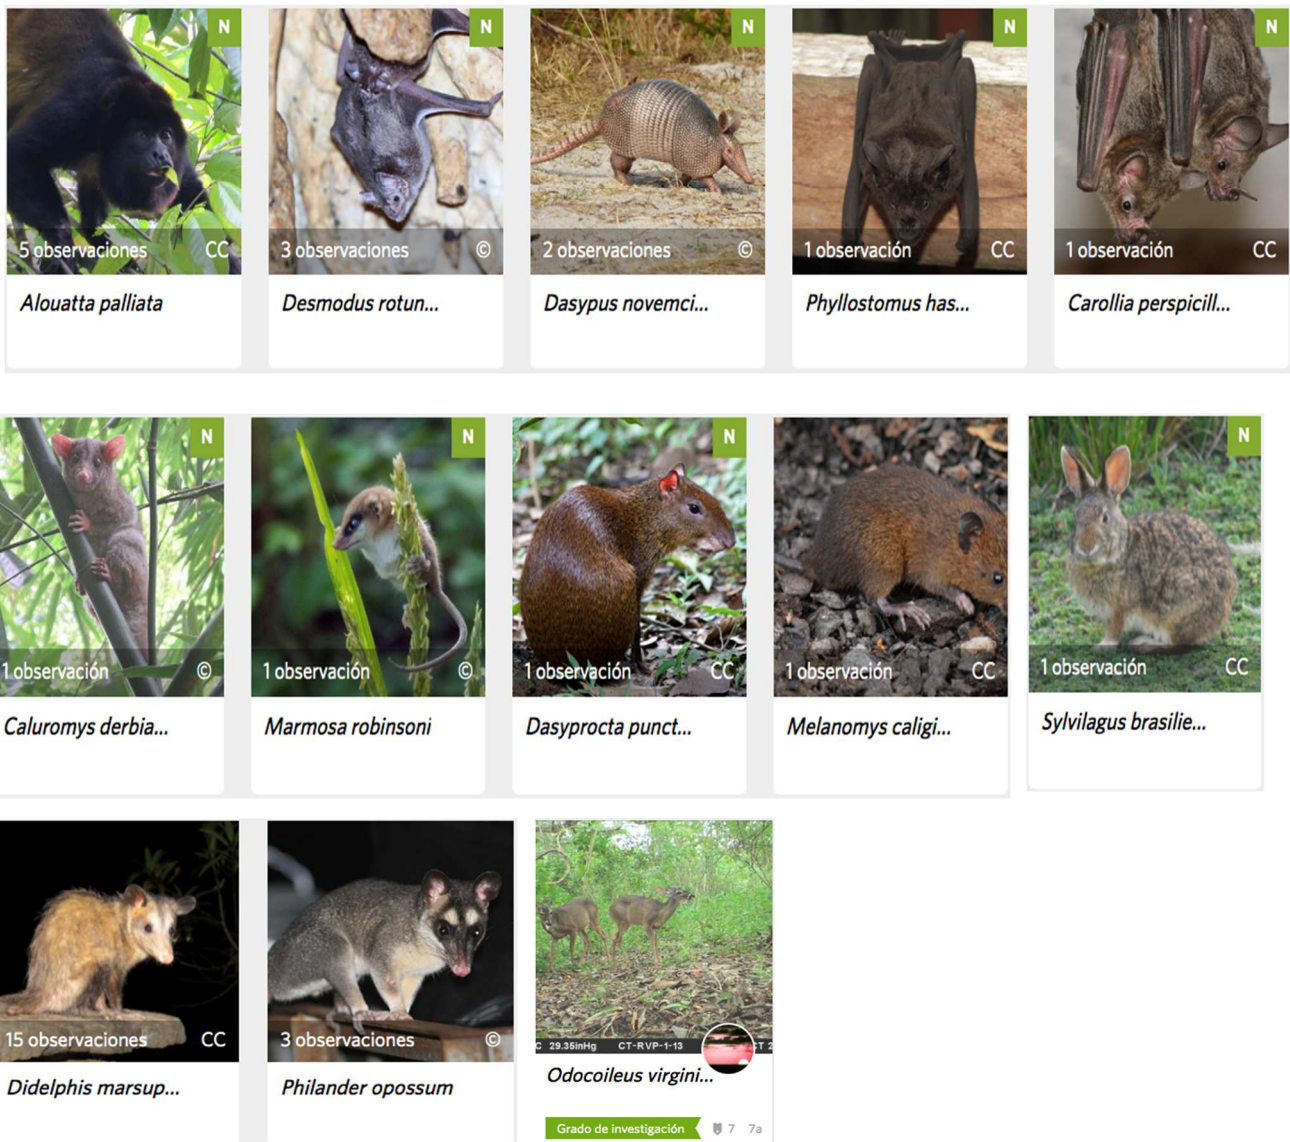 N N N N N
5 observaciones CC 3 observaciones © 2 observaciones © 1 observación CC 1 observación CC
Alouatta palliata Desmodus rotun... Dasypus novemci... Phyllostomus has... Carollia perspicill...
N N N N
1 observación © 1 observación © 1 observación CC 1 observación CC 1 observación CC
Caluromys derbia... Marmosa robinsoni Dasyprocta punct... Melanomys caligi... Sylvilagus brasilie...
15 observaciones CC 3 observaciones © C 29.35inHg CT-RVP-1-13 CT 2
Didelphis marsup... Philander opossum Odocoileus virgini...
Grado de investigación 7 7a